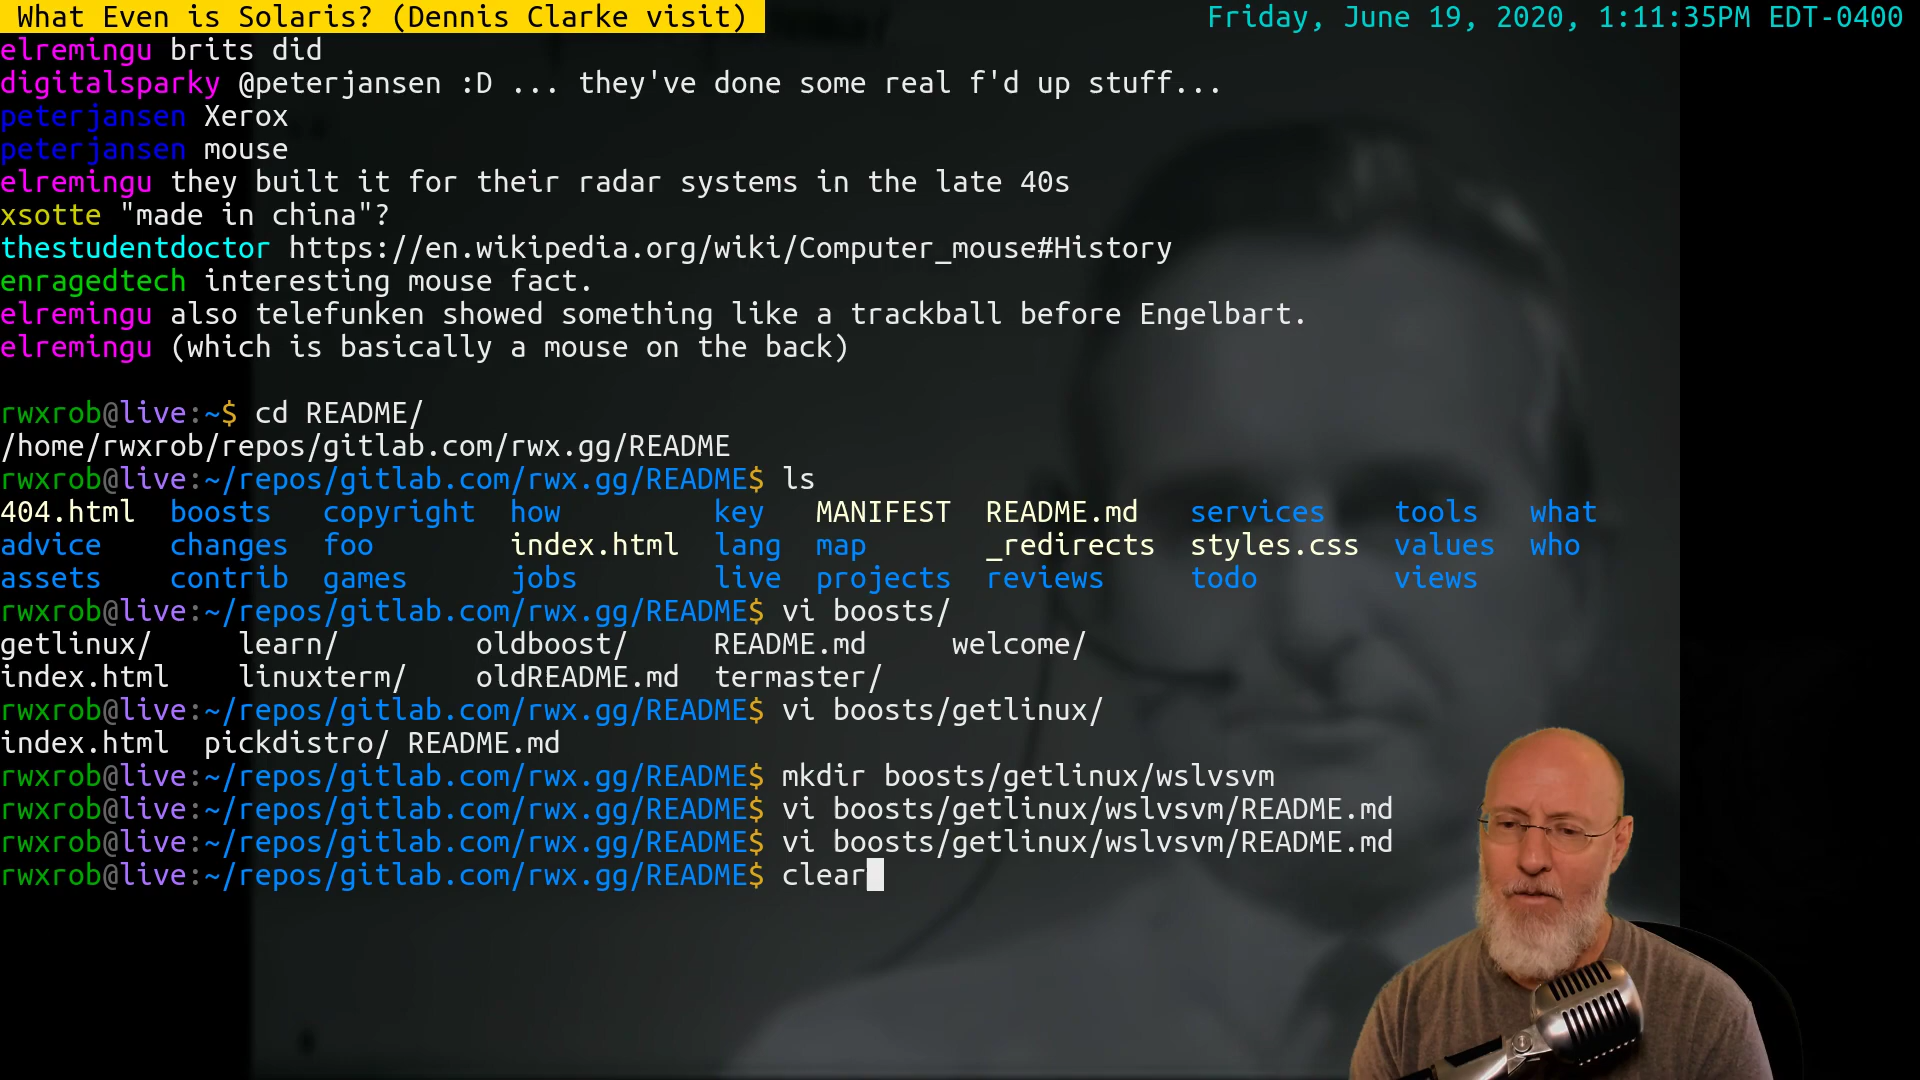 What Even is Solaris? (Dennis Clarke visit)
Friday, June 19, 2020, 1:11:35PM EDT-0400
elremingu brits did
digitalsparky @peterjansen :D ... they've done some real f'd up stuff...
peterjansen Xerox
peterjansen mouse
elremingu they built it for their radar systems in the late 40s
xsotte "made in china"?
thestudentdoctor https://en.wikipedia.org/wiki/Computer_mouse#History
enragedtech interesting mouse fact.
elremingu also telefunken showed something like a trackball before Engelbart.
elremingu (which is basically a mouse on the back)
rwxrob@live:~$ cd README/
/home/rwxrob/repos/gitlab.com/rwx.gg/README
rwxrob@live:~/repos/gitlab.com/rwx.gg/README$ ls
404.html boosts copyright how key MANIFEST README.md services tools what
advice changes foo index.html lang map _redirects styles.css values who
assets contrib games jobs live projects reviews todo views
rwxrob@live:~/repos/gitlab.com/rwx.gg/README$ vi boosts/
getlinux/ learn/ oldboost/ README.md welcome/
index.html linuxterm/ oldREADME.md termaster/
rwxrob@live:~/repos/gitlab.com/rwx.gg/README$ vi boosts/getlinux/
index.html pickdistro/ README.md
rwxrob@live:~/repos/gitlab.com/rwx.gg/README$ mkdir boosts/getlinux/wslvsvm
rwxrob@live:~/repos/gitlab.com/rwx.gg/README$ vi boosts/getlinux/wslvsvm/README.md
rwxrob@live:~/repos/gitlab.com/rwx.gg/README$ vi boosts/getlinux/wslvsvm/README.md
rwxrob@live:~/repos/gitlab.com/rwx.gg/README$ clear